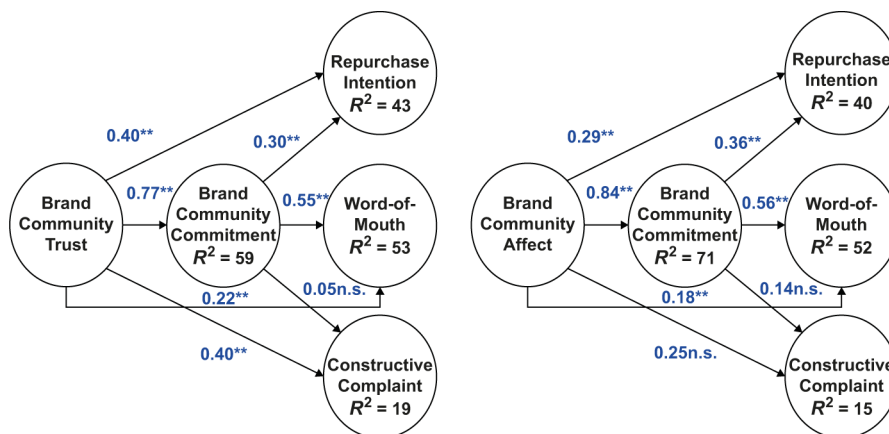 Repurchase
Intention
R² = 43
0.40**
0.30**
Brand
Community
Trust
0.77**
Brand
Community
Commitment
R² = 59
0.55**
Word-of-
Mouth
R² = 53
0.22**
0.05n.s.
0.40**
Constructive
Complaint
R² = 19
Repurchase
Intention
R² = 40
0.29**
0.36**
Brand
Community
Affect
0.84**
Brand
Community
Commitment
R² = 71
0.56**
Word-of-
Mouth
R² = 52
0.18**
0.14n.s.
0.25n.s.
Constructive
Complaint
R² = 15